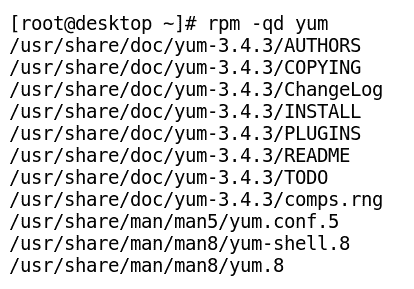 [root@desktop ~]# rpm -qd yum
/usr/share/doc/yum-3.4.3/AUTHORS
/usr/share/doc/yum-3.4.3/COPYING
/usr/share/doc/yum-3.4.3/ChangeLog
/usr/share/doc/yum-3.4.3/INSTALL
/usr/share/doc/yum-3.4.3/PLUGINS
/usr/share/doc/yum-3.4.3/README
/usr/share/doc/yum-3.4.3/TODO
/usr/share/doc/yum-3.4.3/comps.rng
/usr/share/man/man5/yum.conf.5
/usr/share/man/man8/yum-shell.8
/usr/share/man/man8/yum.8